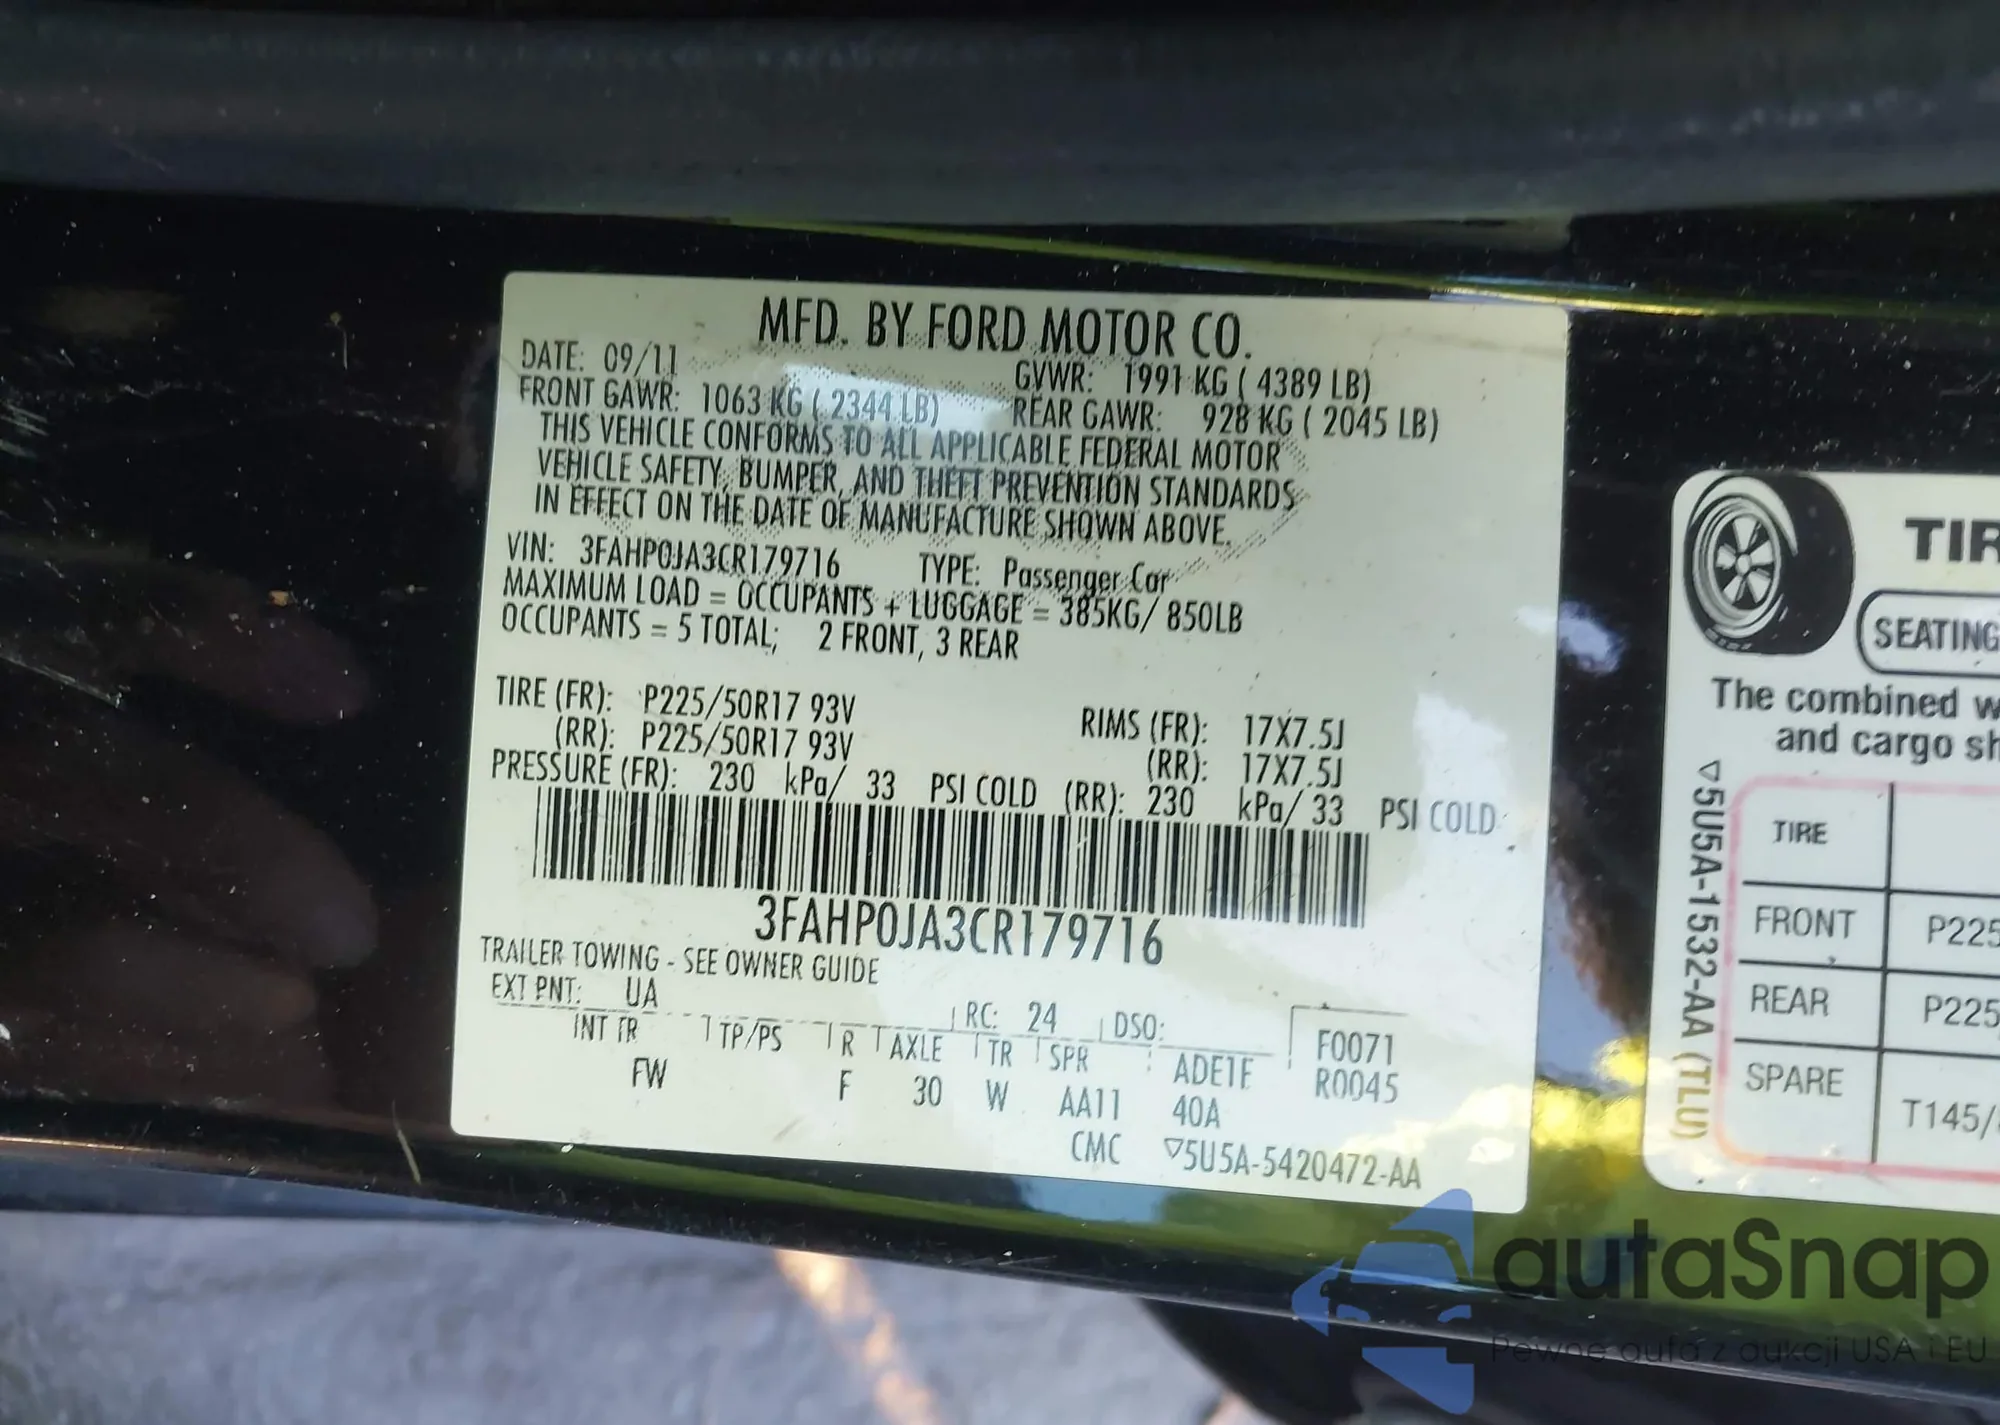 MFD. BY FORD MOTOR CO.
DATE: 09/11
GVWR: 1991 KG ( 4389 LB)
FRONT GAWR: 1063 KG ( 2344 LB)
REAR GAWR: 928 KG ( 2045 LB)
THIS VEHICLE CONFORMS TO ALL APPLICABLE FEDERAL MOTOR
VEHICLE SAFETY, BUMPER, AND THEFT PREVENTION STANDARDS
IN EFFECT ON THE DATE OF MANUFACTURE SHOWN ABOVE.
VIN: 3FAHP0JA3CR179716 TYPE: Passenger Car
MAXIMUM LOAD = OCCUPANTS + LUGGAGE = 385KG/ 850LB
OCCUPANTS = 5 TOTAL; 2 FRONT, 3 REAR
TIRE (FR): P225/50R17 93V RIMS (FR): 17X7.5J
(RR): P225/50R17 93V (RR): 17X7.5J
PRESSURE (FR): 230 kPa/ 33 PSI COLD (RR): 230 kPa/ 33 PSI COLD
3FAHP0JA3CR179716
TRAILER TOWING - SEE OWNER GUIDE
EXT PNT: UA RC: 24 DSO: F0071
INT TR TP/PS R AXLE TR SPR ADE1F R0045
FW F 30 W AA11 40A
CMC ▽5U5A-5420472-AA
TIR
SEATING
The combined w
and cargo sh
TIRE
FRONT P225
REAR P225
SPARE T145/
▽5U5A-1532-AA (TLU)
autaSnap
Pewne auta z aukcji USA i EU